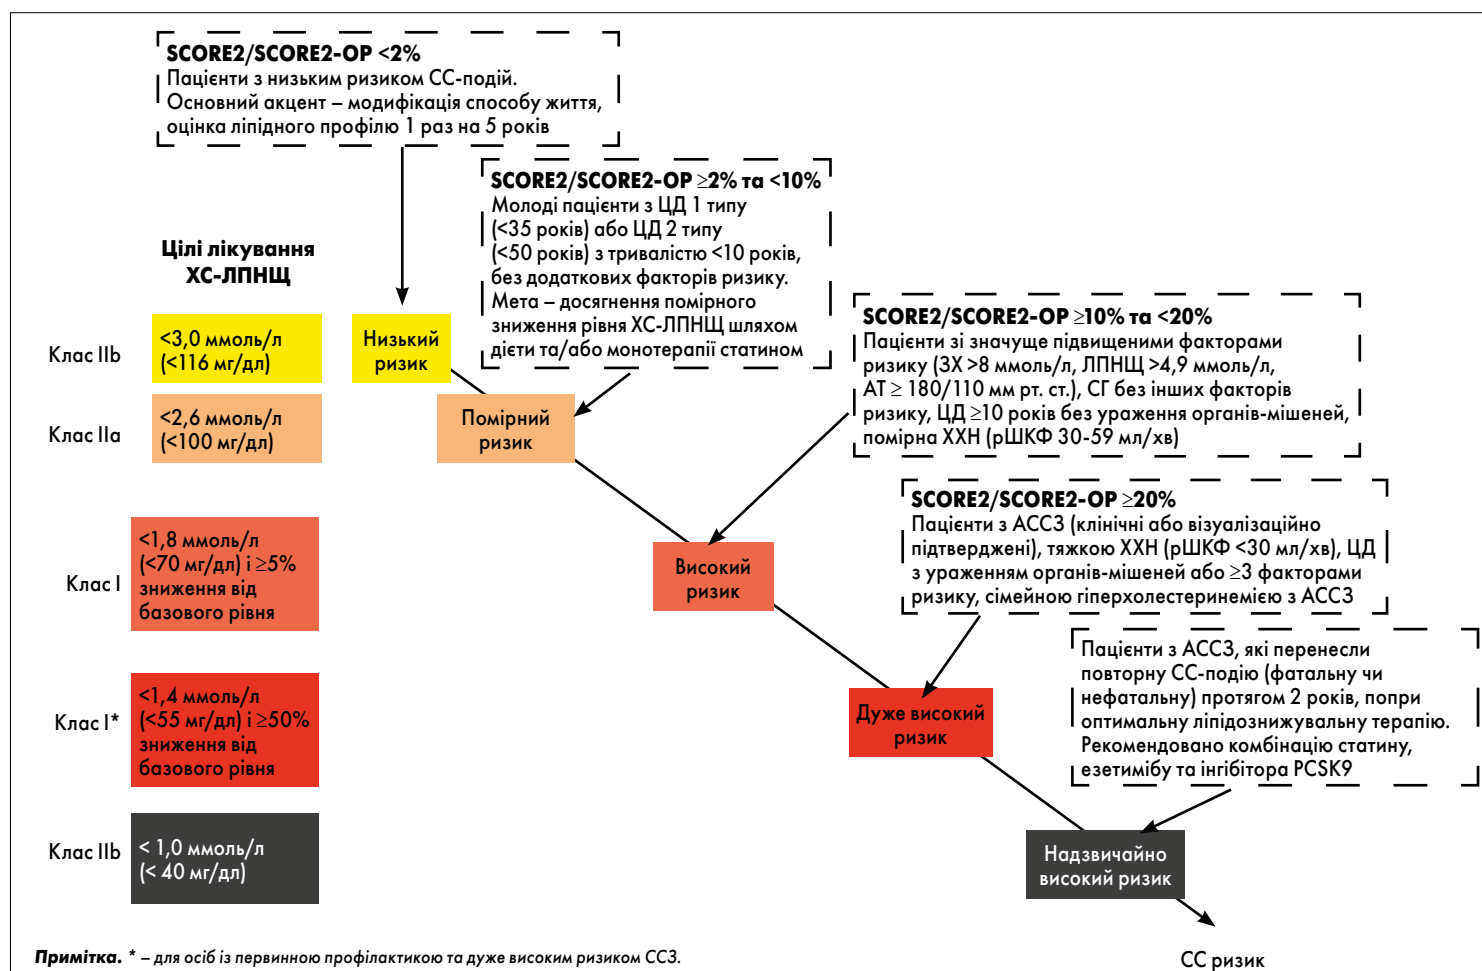 SCORE2/SCORE2-OP <2%
Пацієнти з низьким ризиком СС-подій.
Основний акцент – модифікація способу життя,
оцінка ліпідного профілю 1 раз на 5 років
SCORE2/SCORE2-OP ≥2% та <10%
Молоді пацієнти з ЦД 1 типу
(<35 років) або ЦД 2 типу
(<50 років) з тривалістю <10 років,
без додаткових факторів ризику.
Мета – досягнення помірного
зниження рівня ХС-ЛПНЩ шляхом
дієти та/або монотерапії статином
SCORE2/SCORE2-OP ≥10% та <20%
Пацієнти зі значуще підвищеними факторами
ризику (ЗХ >8 ммоль/л, ЛПНЩ >4,9 ммоль/л,
АТ ≥ 180/110 мм рт. ст.), СГ без інших факторів
ризику, ЦД ≥10 років без ураження органів-мішеней,
помірна ХХН (рШКФ 30-59 мл/хв)
SCORE2/SCORE2-OP ≥20%
Пацієнти з АССЗ (клінічні або візуалізаційно
підтверджені), тяжкою ХХН (рШКФ <30 мл/хв), ЦД
з ураженням органів-мішеней або ≥3 факторами
ризику, сімейною гіперхолестеринемією з АССЗ
Пацієнти з АССЗ, які перенесли
повторну СС-подію (фатальну чи
нефатальну) протягом 2 років, попри
оптимальну ліпідознижувальну терапію.
Рекомендовано комбінацію статину,
езетимібу та інгібітора PCSK9
Цілі лікування
ХС-ЛПНЩ
Клас IIb
<3,0 ммоль/л
(<116 мг/дл)
Низький
ризик
Клас IIa
<2,6 ммоль/л
(<100 мг/дл)
Помірний
ризик
Клас I
<1,8 ммоль/л
(<70 мг/дл) і ≥5%
зниження від
базового рівня
Високий
ризик
Клас I*
<1,4 ммоль/л
(<55 мг/дл) і ≥50%
зниження від
базового рівня
Дуже високий
ризик
Клас IIb
< 1,0 ммоль/л
(< 40 мг/дл)
Надзвичайно
високий ризик
СС ризик
Примітка. * – для осіб із первинною профілактикою та дуже високим ризиком ССЗ.